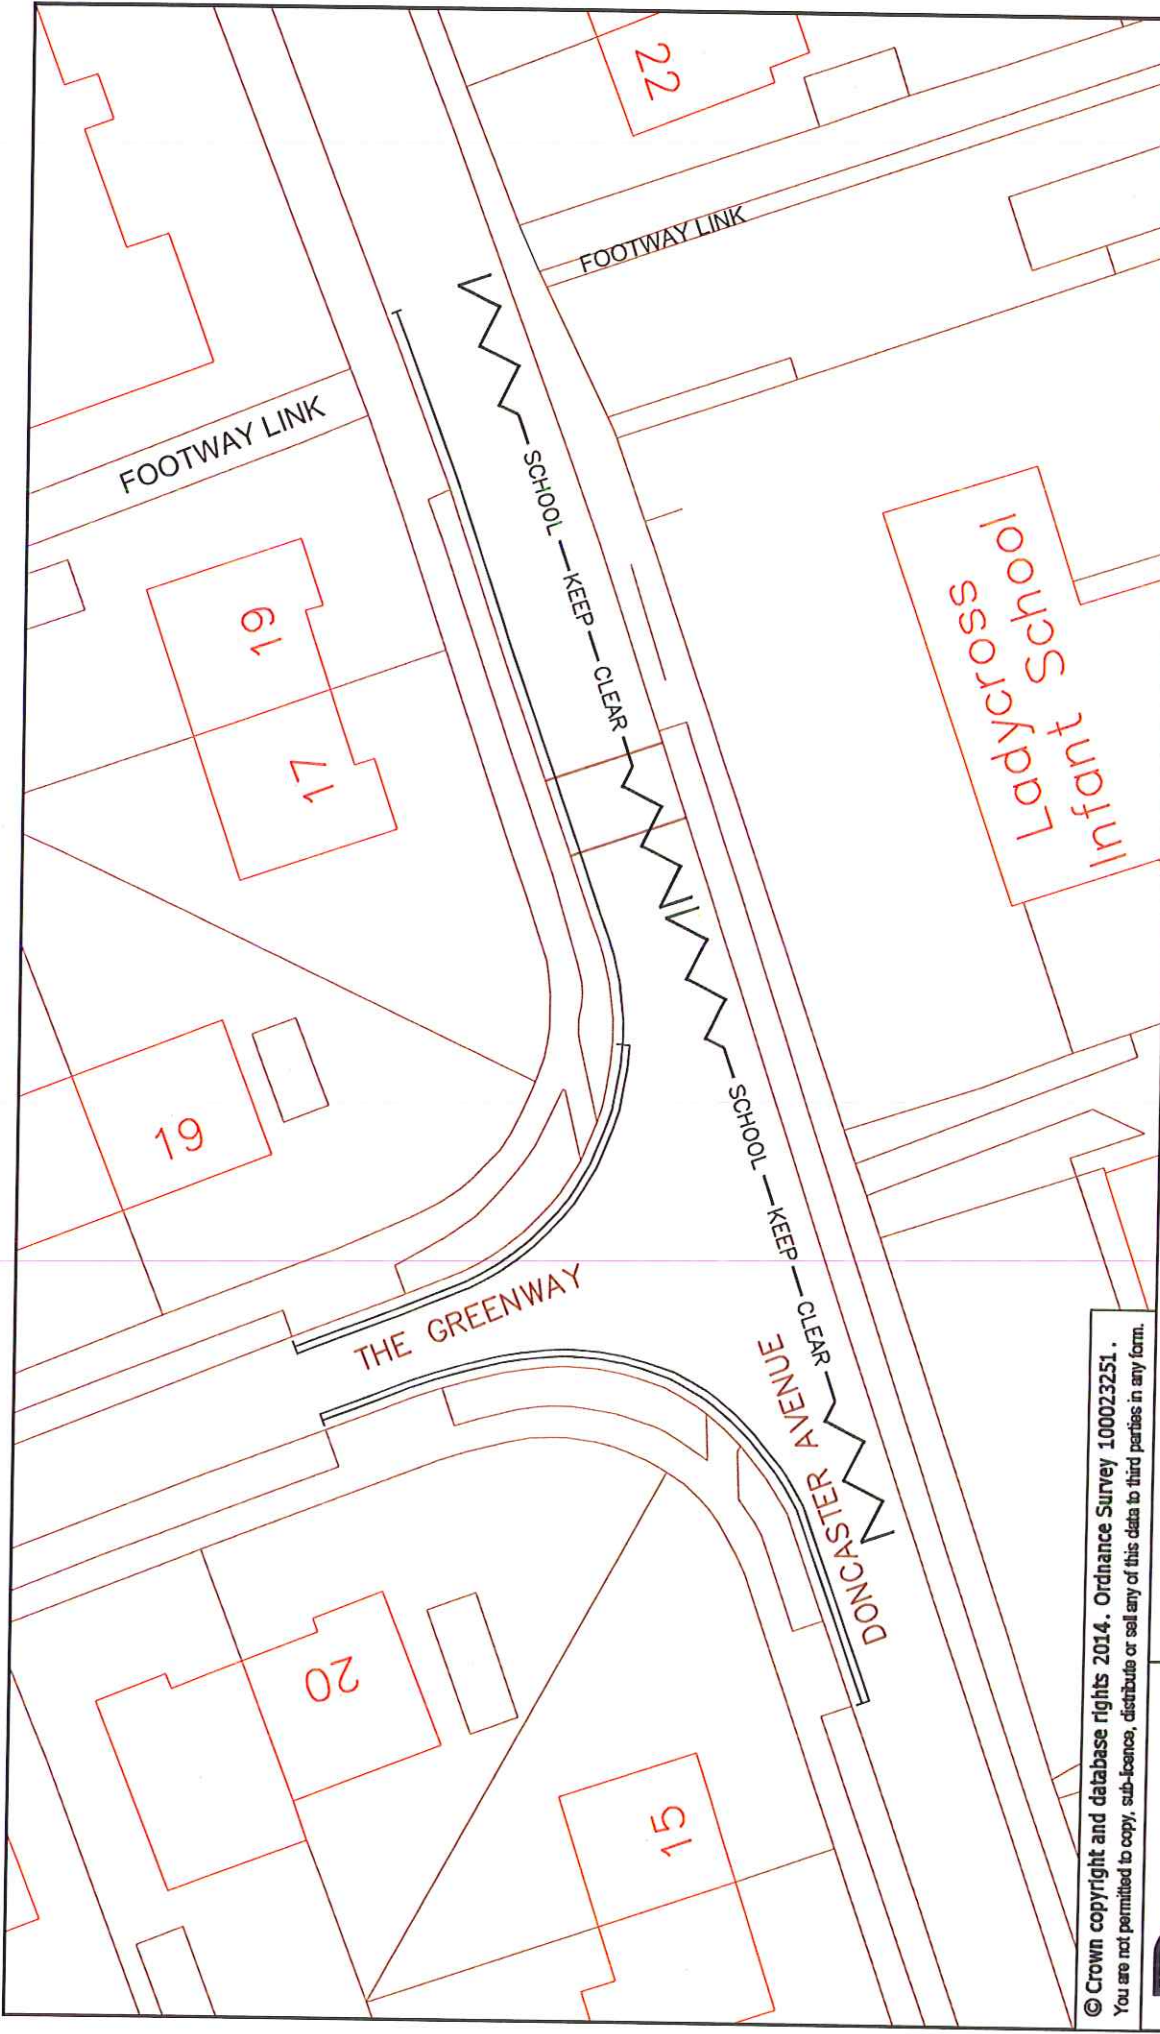 22
FOOTWAY LINK
FOOTWAY LINK
19
17
19
SCHOOL KEEP CLEAR
SCHOOL KEEP CLEAR
Ladycross
Infant School
THE GREENWAY
DONCASTER AVENUE
20
15
© Crown copyright and database rights 2014. Ordnance Survey 100023251.
You are not permitted to copy, sub-licence, distribute or sell any of this data to third parties in any form.